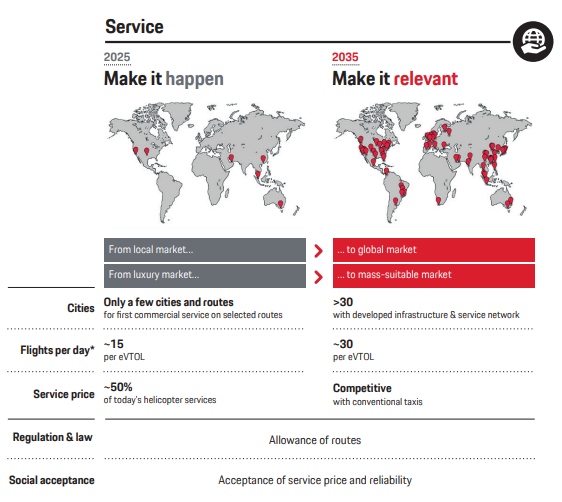 Service
2025
2035
Make it happen
Make it relevant
From local market...
... to global market
From luxury market...
... to mass-suitable market
Cities
Only a few cities and routes
for first commercial service on selected routes
>30
with developed infrastructure & service network
Flights per day*
~15
per eVTOL
~30
per eVTOL
Service price
~50%
of today's helicopter services
Competitive
with conventional taxis
Regulation & law
Allowance of routes
Social acceptance
Acceptance of service price and reliability